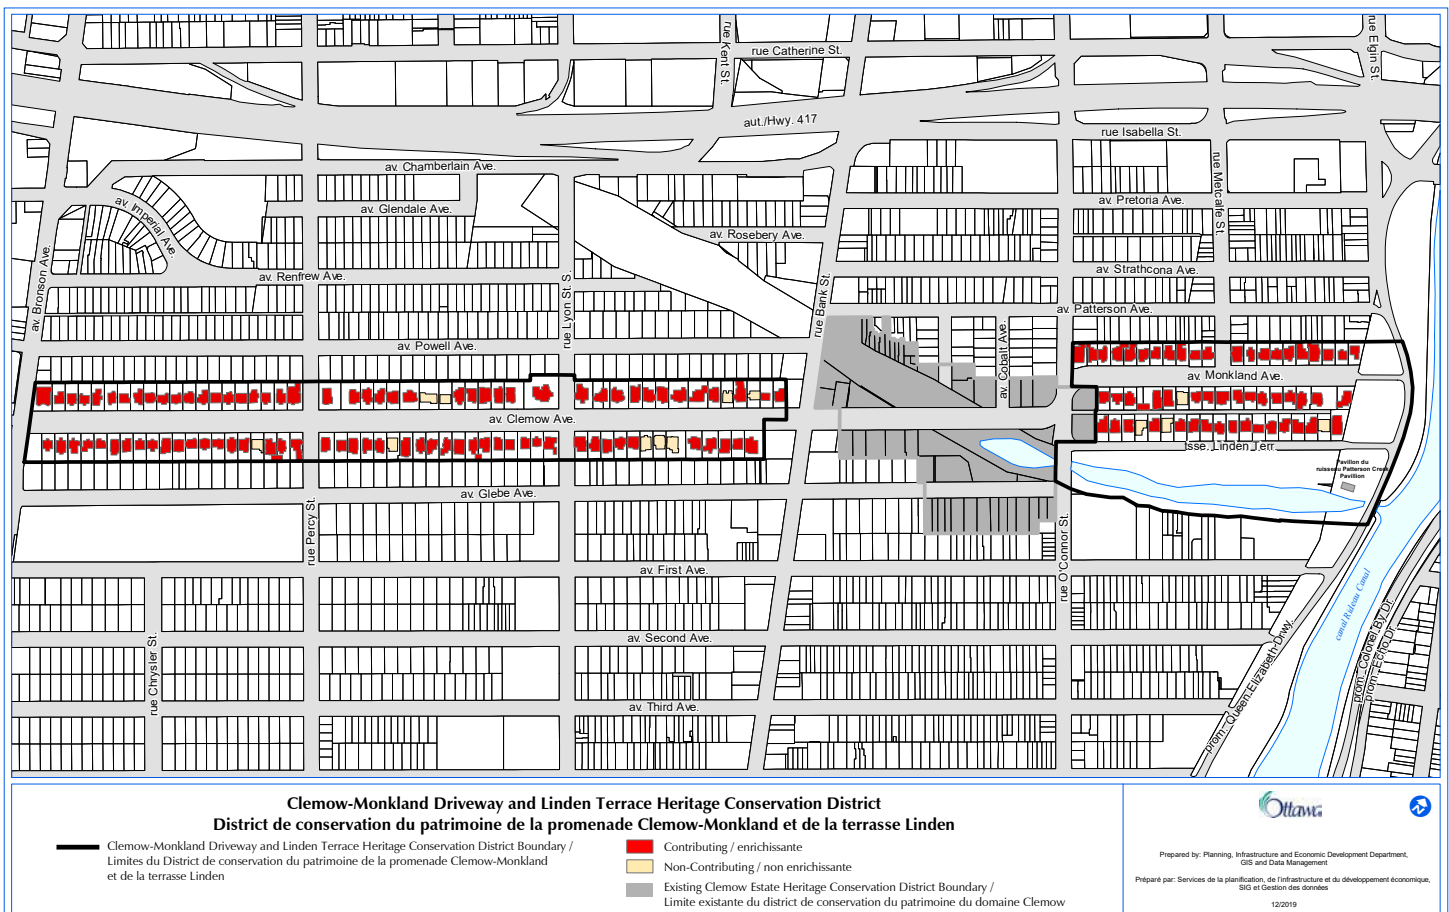 rue Kent St.
rue Catherine St.
rue Elgin St.
aut./Hwy. 417
rue Isabella St.
av. Chamberlain Ave.
rue Metcalfe St.
av. Imperial Ave.
av. Glendale Ave.
av. Pretoria Ave.
av. Rosebery Ave.
av. Bronson Ave.
av. Renfrew Ave.
rue Lyon St. S.
rue Bank St.
av. Strathcona Ave.
av. Patterson Ave.
av. Powell Ave.
av. Cobalt Ave.
av. Monkland Ave.
av. Clemow Ave.
tsse. Linden Terr.
Pavillon du
ruisseau Patterson Creek
Pavillion
av. Glebe Ave.
rue Percy St.
rue O'Connor St.
av. First Ave.
canal Rideau Canal
av. Second Ave.
rue Chrysler St.
prom. Queen Elizabeth Drwy.
prom. Colonel By Dr.
prom. Echo Dr.
av. Third Ave.
Clemow-Monkland Driveway and Linden Terrace Heritage Conservation District
District de conservation du patrimoine de la promenade Clemow-Monkland et de la terrasse Linden
Clemow-Monkland Driveway and Linden Terrace Heritage Conservation District Boundary /
Limites du District de conservation du patrimoine de la promenade Clemow-Monkland
et de la terrasse Linden
Contributing / enrichissante
Non-Contributing / non enrichissante
Existing Clemow Estate Heritage Conservation District Boundary /
Limite existante du district de conservation du patrimoine du domaine Clemow
Ottawa
Prepared by: Planning, Infrastructure and Economic Development Department,
GIS and Data Management
Préparé par: Services de la planification, de l'infrastructure et du développement économique,
SIG et Gestion des données
12/2019